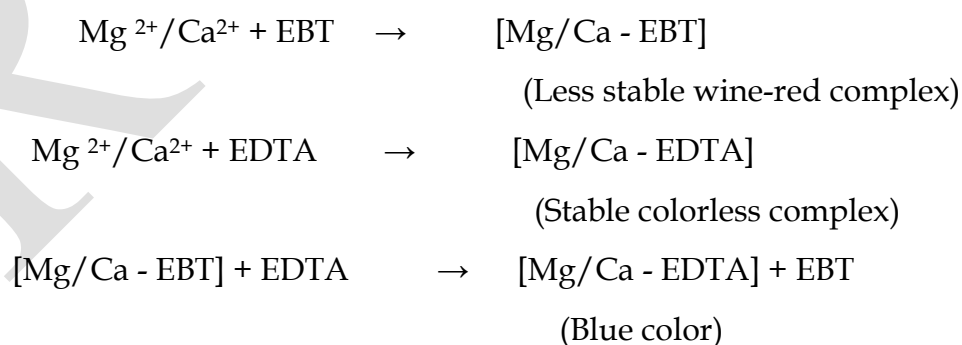 Mg ²⁺/Ca²⁺ + EBT → [Mg/Ca - EBT]
(Less stable wine-red complex)
Mg ²⁺/Ca²⁺ + EDTA → [Mg/Ca - EDTA]
(Stable colorless complex)
[Mg/Ca - EBT] + EDTA → [Mg/Ca - EDTA] + EBT
(Blue color)